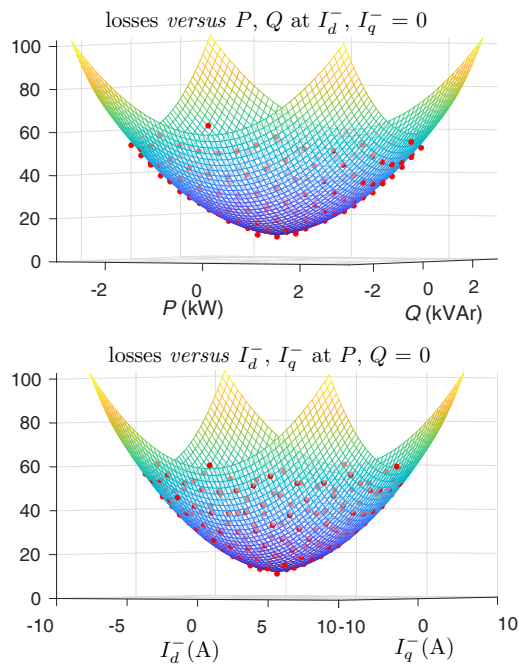 losses versus P, Q at I_d^-, I_q^- = 0
100
80
60
40
20
0
-2 0 2 -2 0 2
P (kW) Q (kVAr)
losses versus I_d^-, I_q^- at P, Q = 0
100
80
60
40
20
0
-10 -5 0 5 10-10 0 10
I_d^-(A) I_q^-(A)